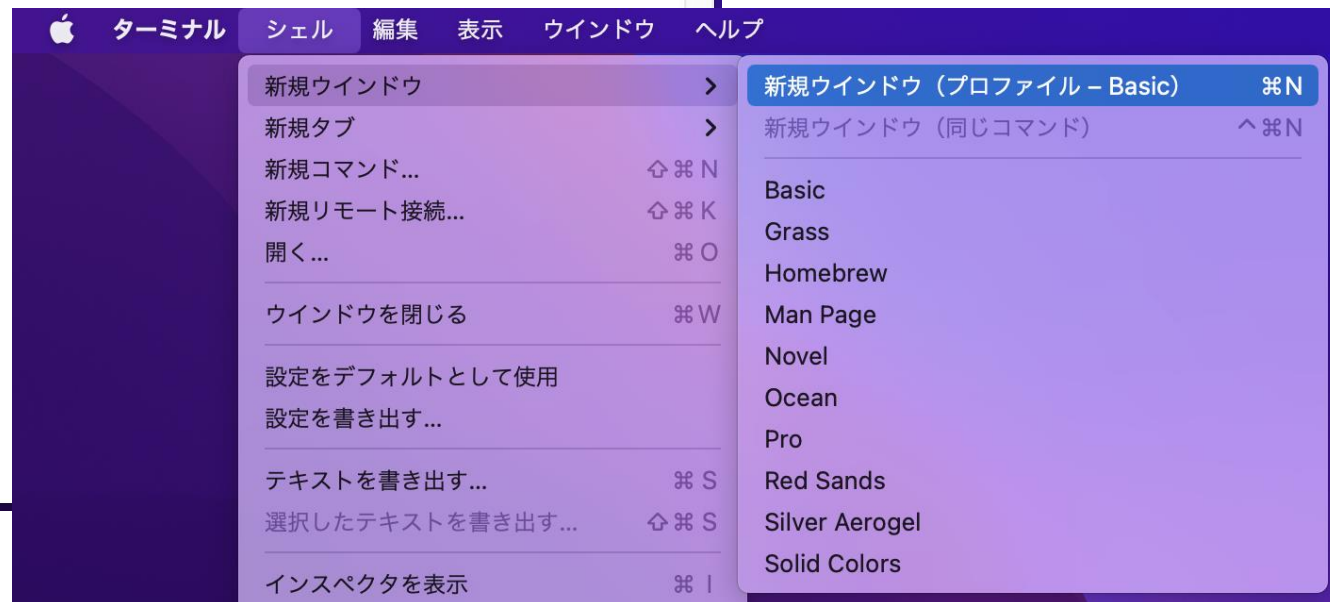 ターミナル シェル 編集 表示 ウインドウ ヘルプ
新規ウインドウ
新規タブ
新規コマンド... ⇧⌘N
新規リモート接続... ⇧⌘K
開く... ⌘O
ウインドウを閉じる ⌘W
設定をデフォルトとして使用
設定を書き出す...
テキストを書き出す... ⌘S
選択したテキストを書き出す... ⇧⌘S
インスペクタを表示 ⌘I
新規ウインドウ（プロファイル – Basic） ⌘N
新規ウインドウ（同じコマンド） ^⌘N
Basic
Grass
Homebrew
Man Page
Novel
Ocean
Pro
Red Sands
Silver Aerogel
Solid Colors